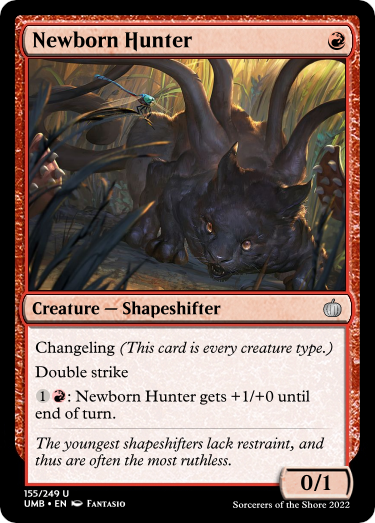 Newborn Hunter
Creature — Shapeshifter
Changeling (This card is every creature type.)
Double strike
1R: Newborn Hunter gets +1/+0 until
end of turn.
The youngest shapeshifters lack restraint, and
thus are often the most ruthless.
0/1
155/249 U
UMB • EN Fantasio
Sorcerers of the Shore 2022